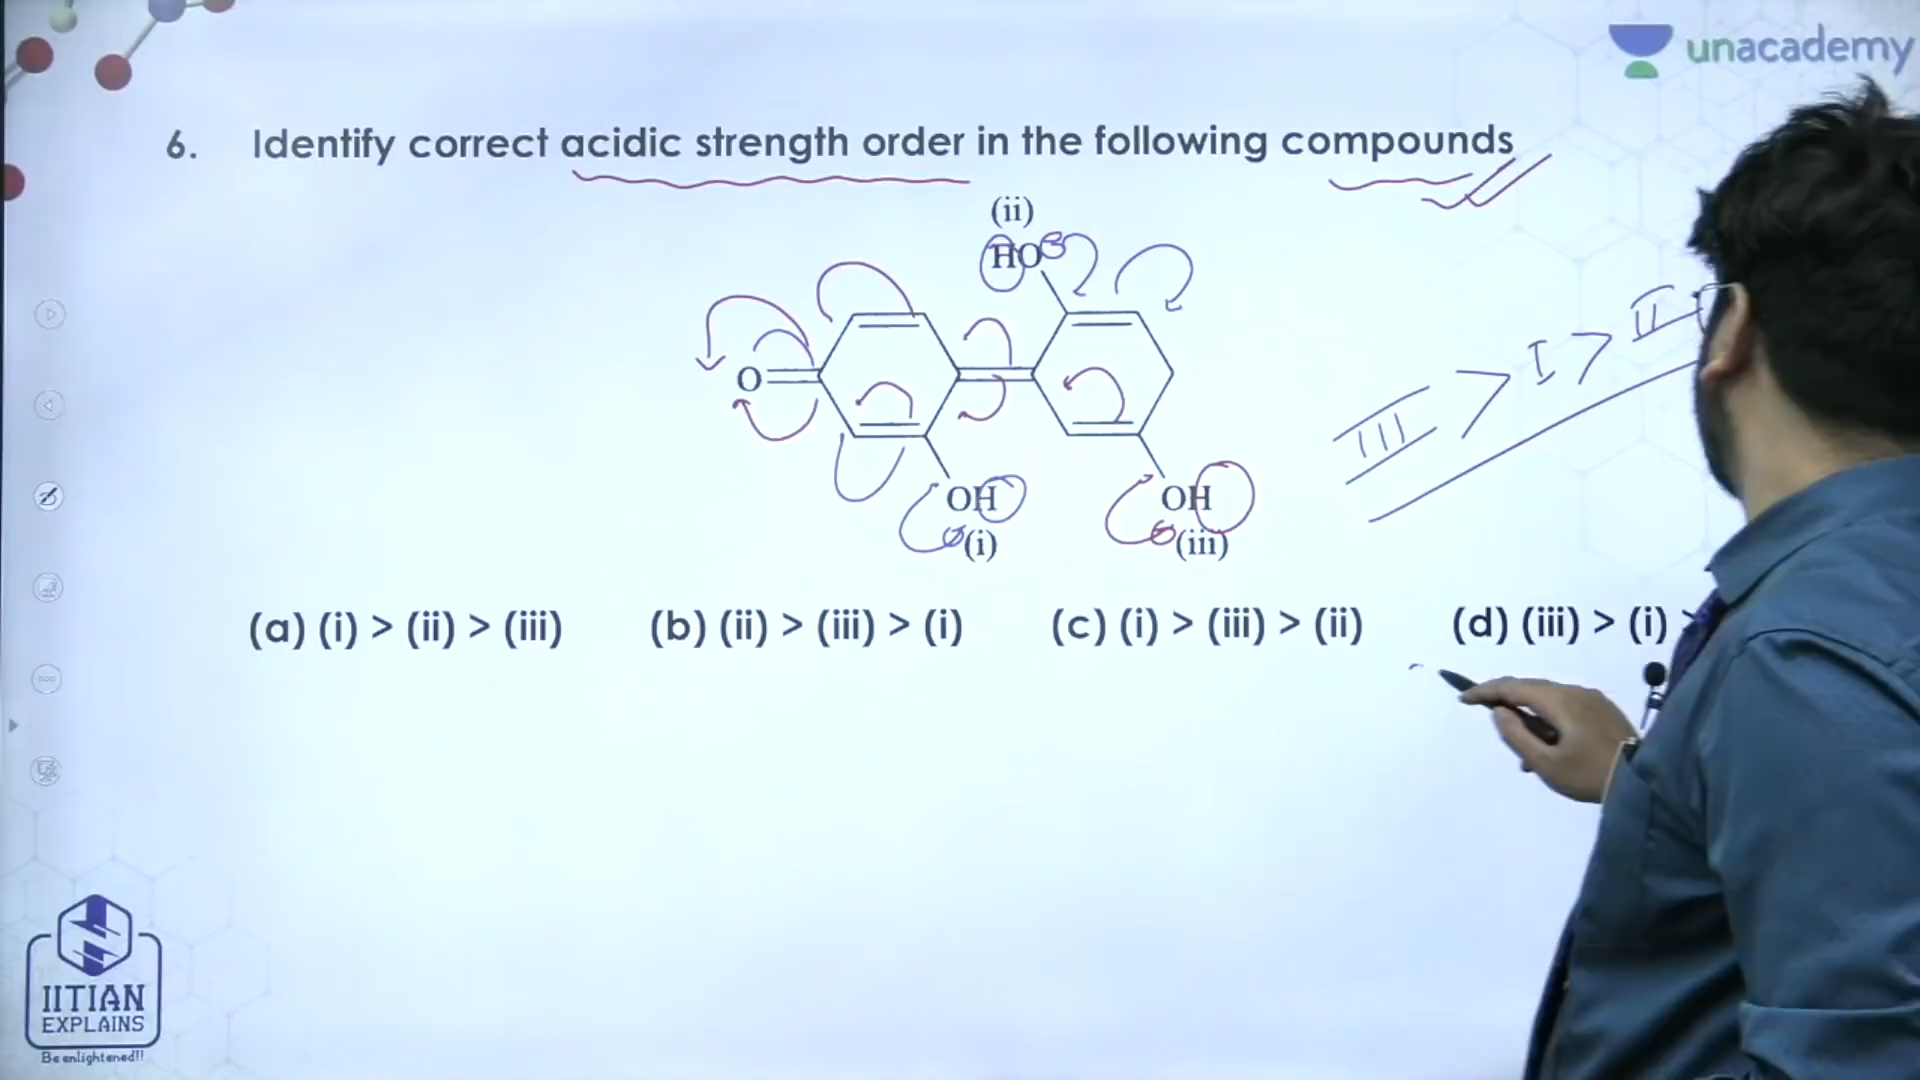 unacademy
6. Identify correct acidic strength order in the following compounds
(ii)
HO
O
OH
(i)
OH
(iii)
III > I > II
(a) (i) > (ii) > (iii) (b) (ii) > (iii) > (i) (c) (i) > (iii) > (ii) (d) (iii) > (i) >
IITIAN
EXPLAINS
Be enlightened!!